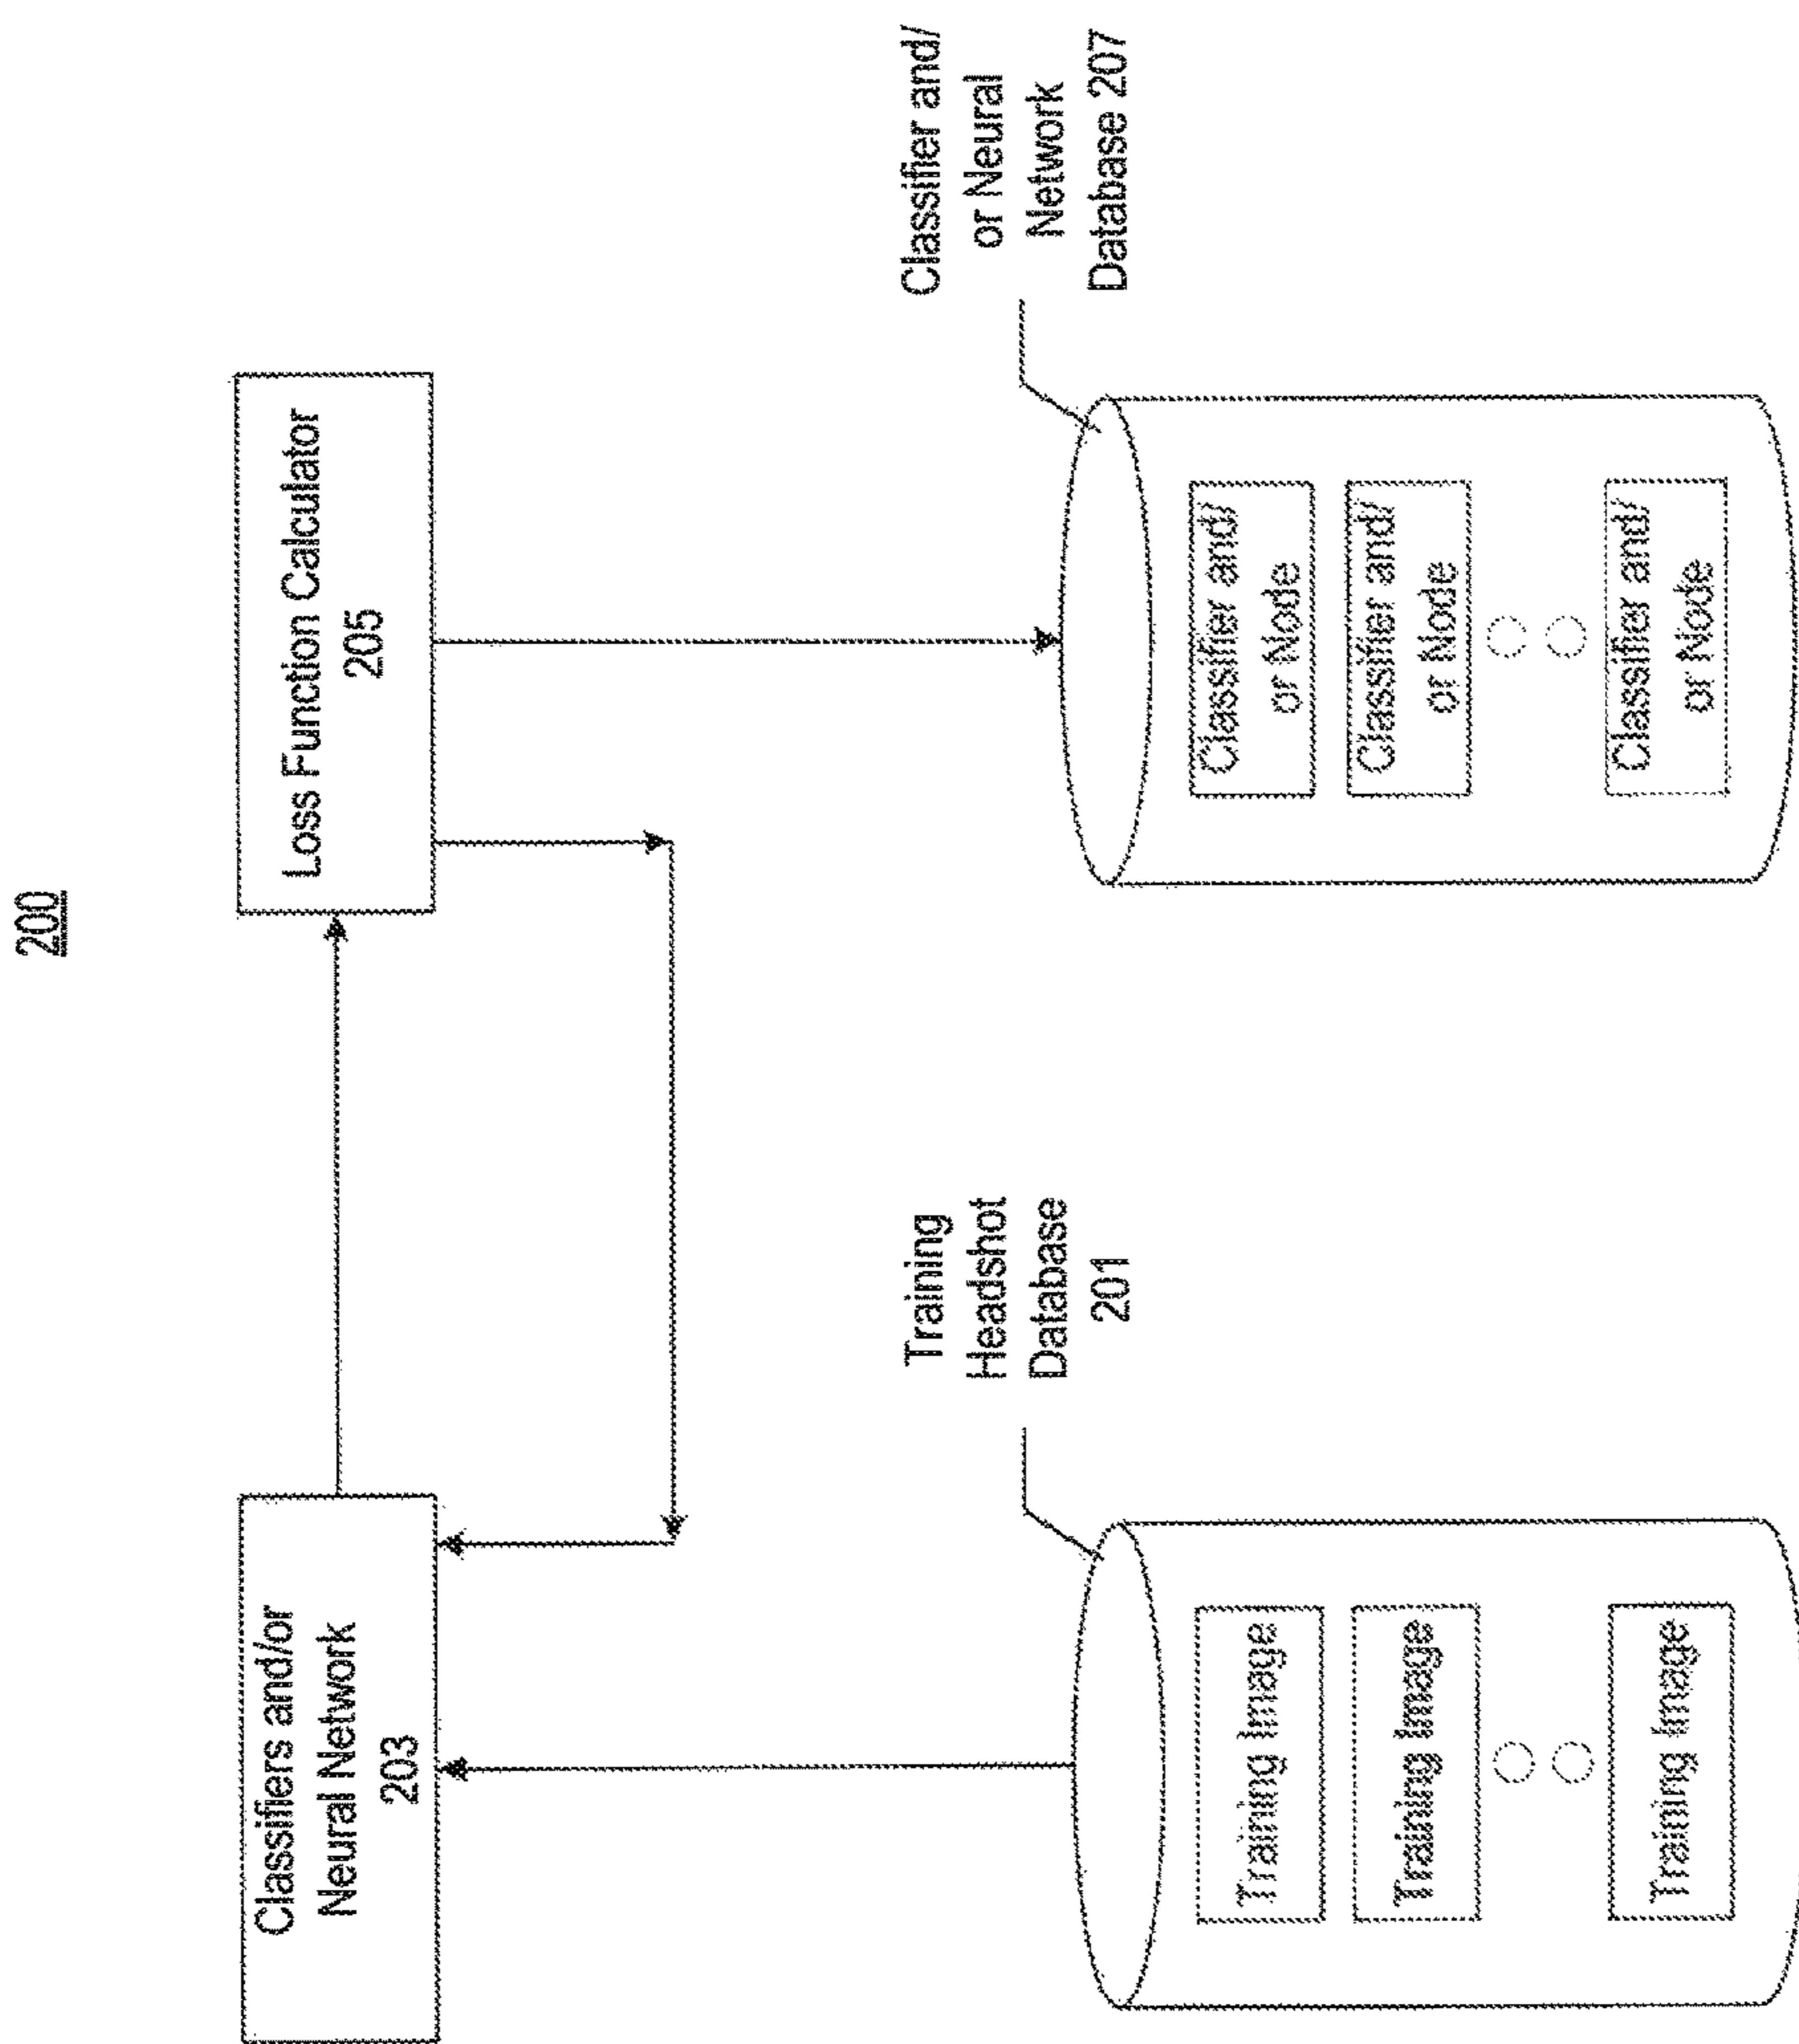 200
Classifiers and/or
Neural Network
203
Loss Function Calculator
205
Training
Headshot
Database
201
Classifier and/
or Neural
Network
Database 207
Training Image
Training Image
Training Image
Classifier and/
or Node
Classifier and/
or Node
Classifier and/
or Node